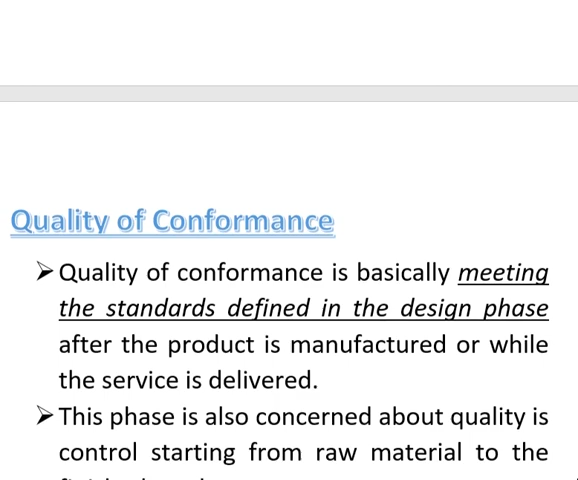 Quality of Conformance
➢ Quality of conformance is basically meeting
the standards defined in the design phase
after the product is manufactured or while
the service is delivered.
➢ This phase is also concerned about quality is
control starting from raw material to the